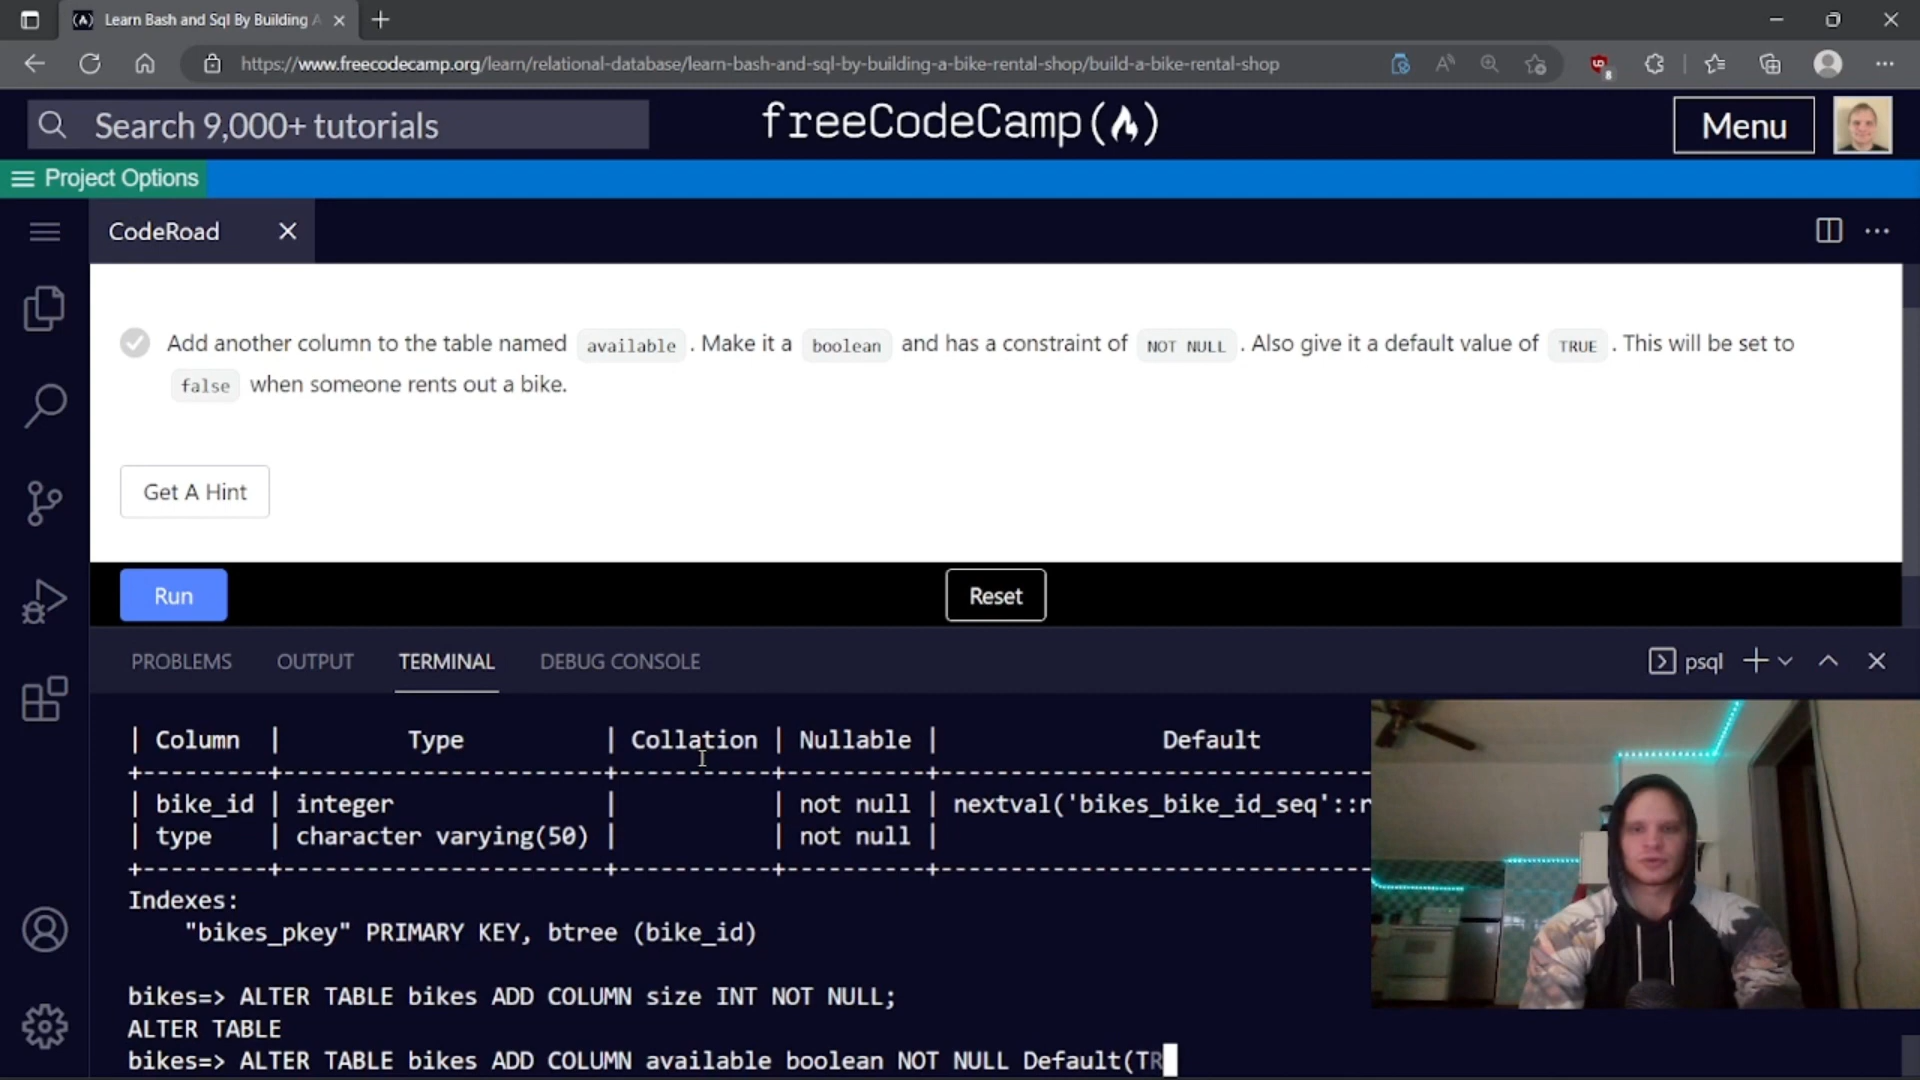 Learn Bash and Sql By Building A
https://www.freecodecamp.org/learn/relational-database/learn-bash-and-sql-by-building-a-bike-rental-shop/build-a-bike-rental-shop
8
Search 9,000+ tutorials
freeCodeCamp
Menu
Project Options
CodeRoad
Add another column to the table named available . Make it a boolean and has a constraint of NOT NULL . Also give it a default value of TRUE . This will be set to
false when someone rents out a bike.
Get A Hint
Run
Reset
PROBLEMS OUTPUT TERMINAL DEBUG CONSOLE
psql
| Column | Type | Collation | Nullable | Default
+---------+-----------------------+-----------+----------+-------------------------------
| bike_id | integer | | not null | nextval('bikes_bike_id_seq'::r
| type | character varying(50) | | not null |
+---------+-----------------------+-----------+----------+-------------------------------
Indexes:
"bikes_pkey" PRIMARY KEY, btree (bike_id)
bikes=> ALTER TABLE bikes ADD COLUMN size INT NOT NULL;
ALTER TABLE
bikes=> ALTER TABLE bikes ADD COLUMN available boolean NOT NULL Default(TR